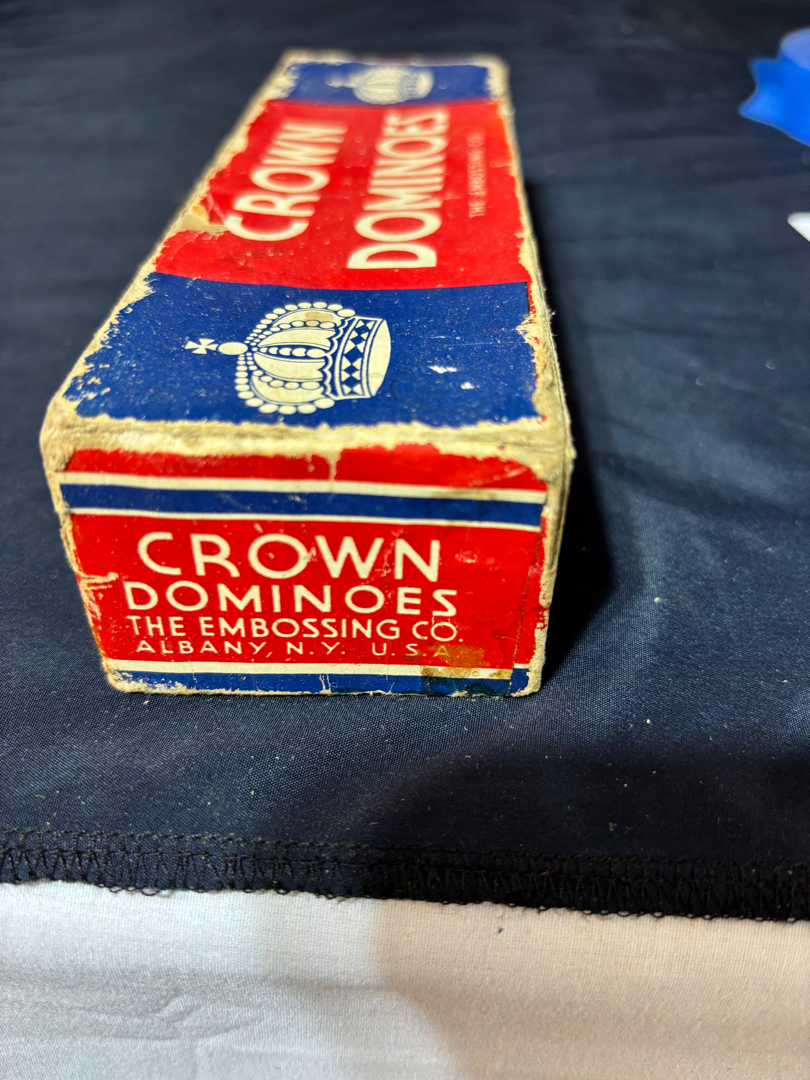 CROWN
DOMINOES
THE EMBOSSING CO.
CROWN
DOMINOES
THE EMBOSSING CO.
ALBANY, N.Y. U.S.A.